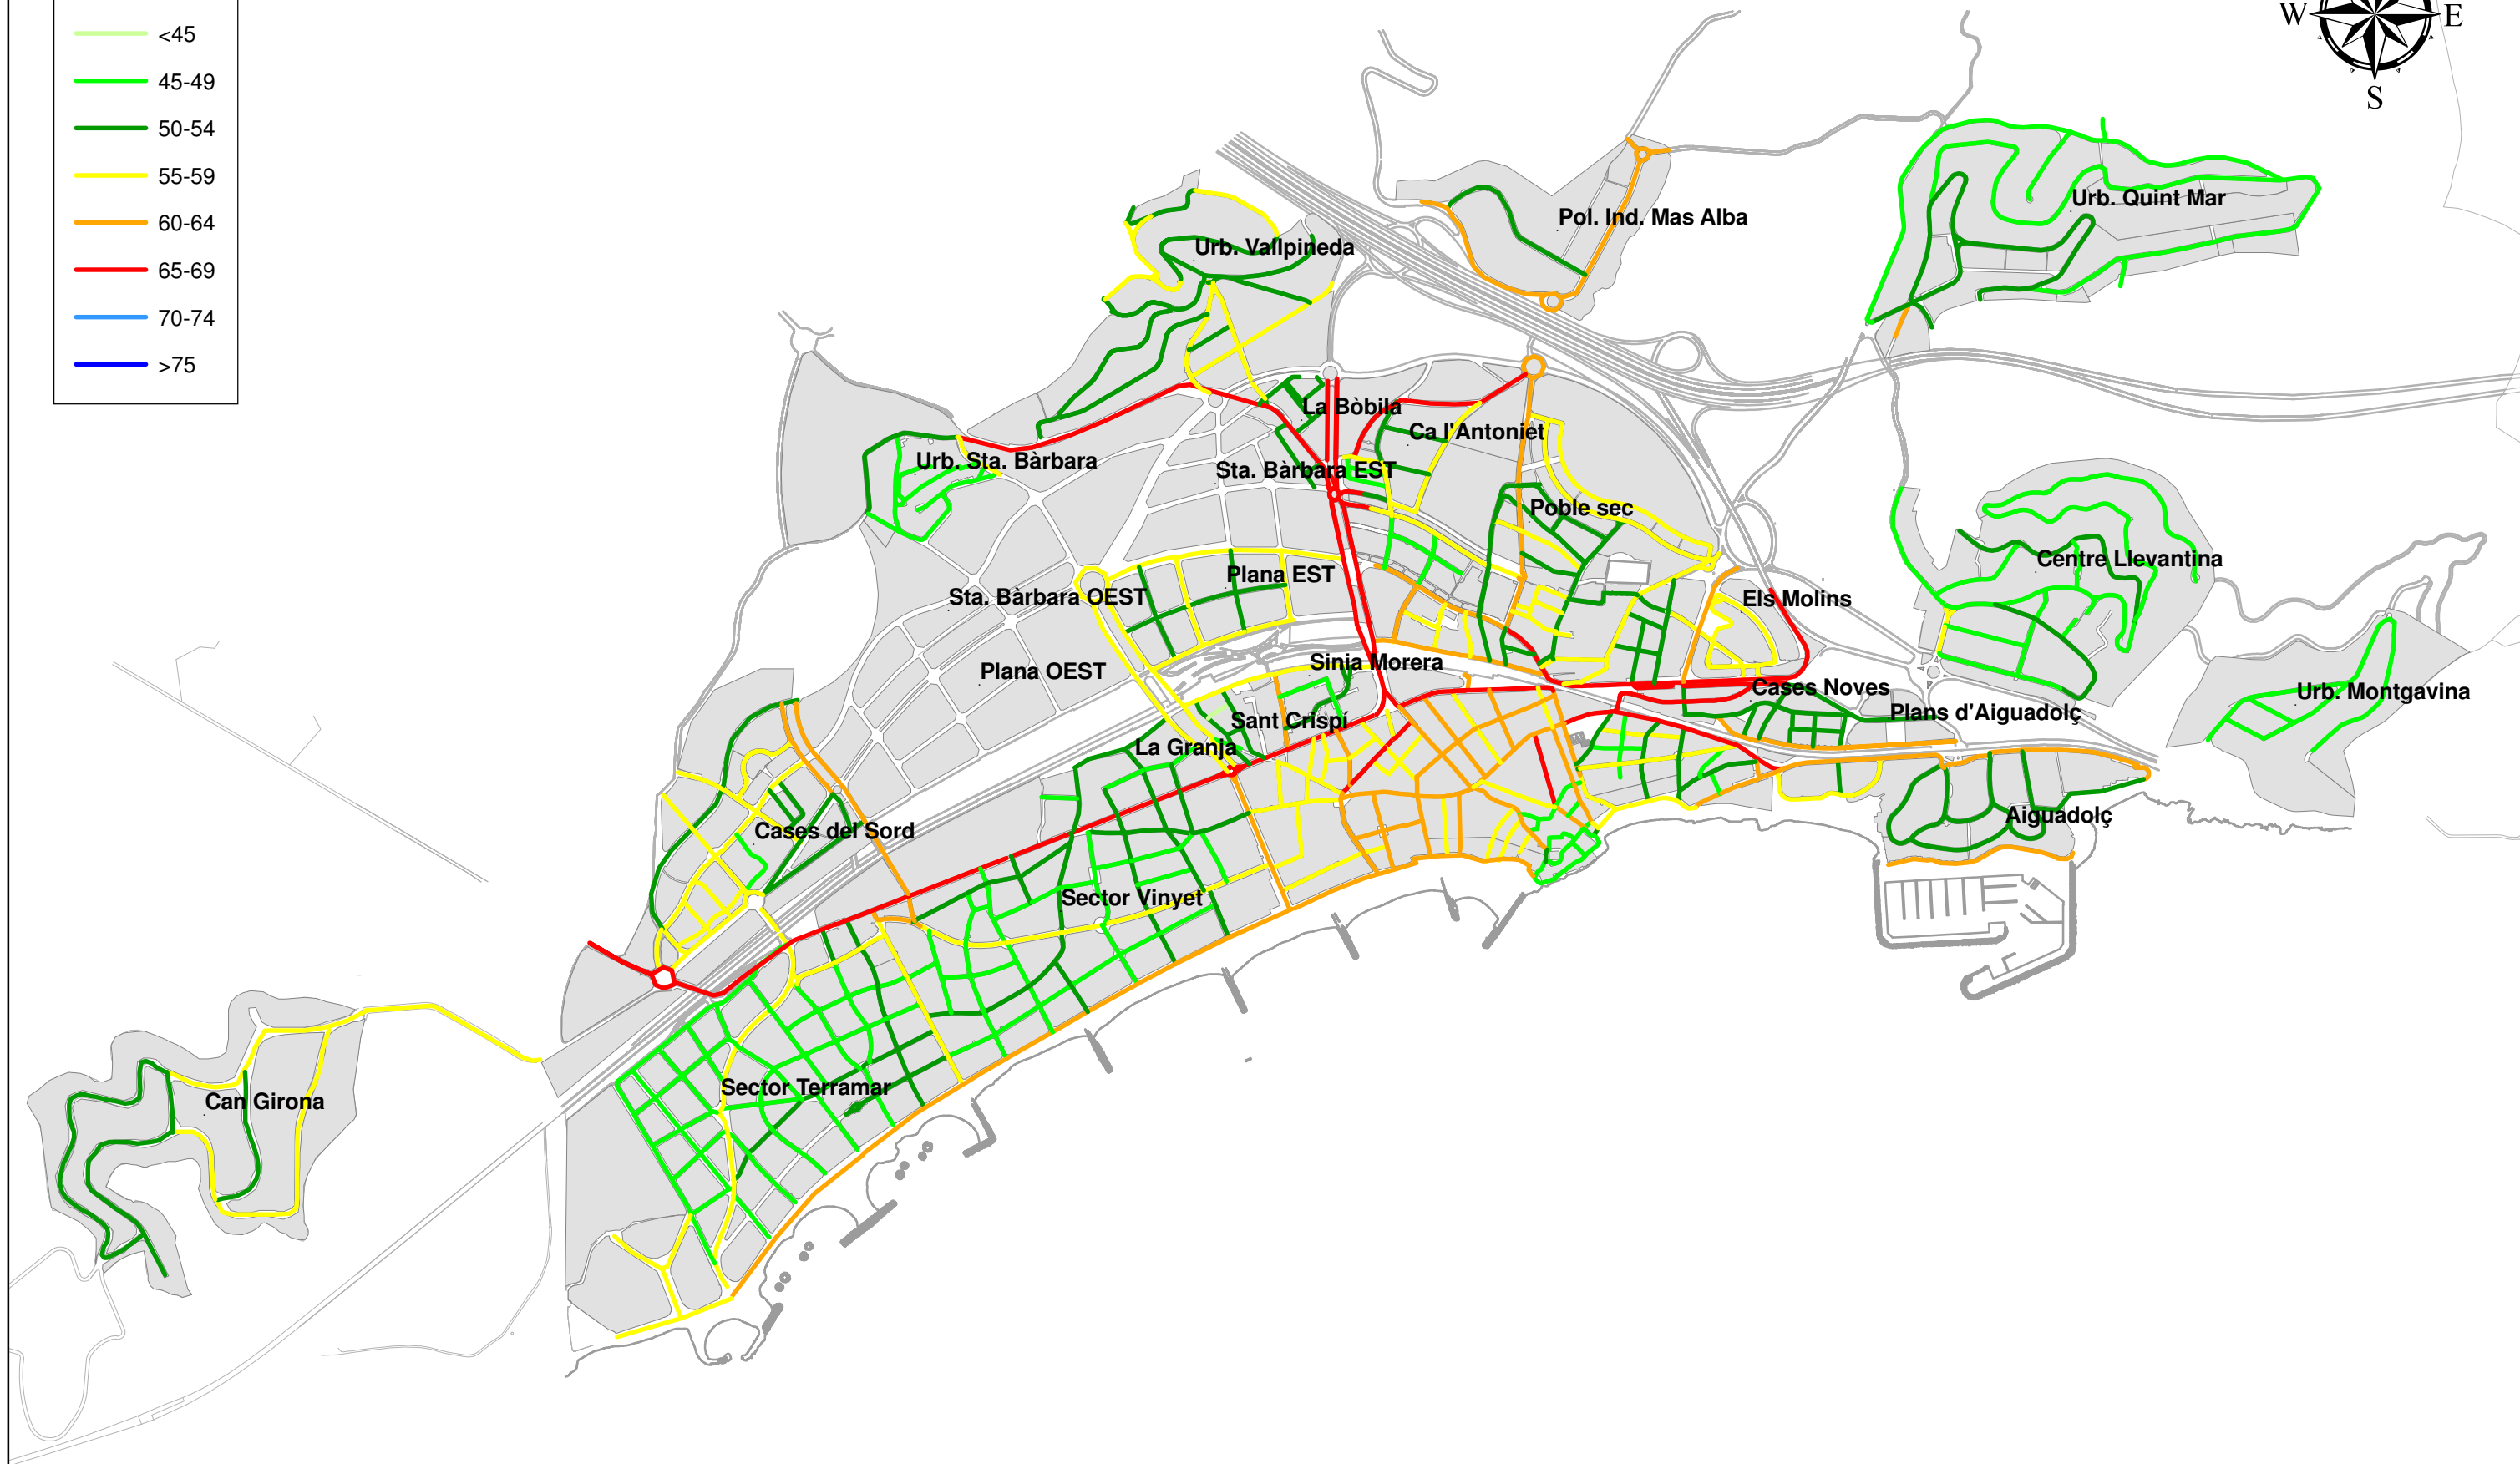 <45
45-49
50-54
55-59
60-64
65-69
70-74
>75
W
E
S
Urb. Quint Mar
Pol. Ind. Mas Alba
Urb. Vallpineda
La Bòbila
Ca l'Antoniet
Urb. Sta. Bàrbara
Sta. Bàrbara EST
Poble sec
Centre Llevantina
Plana EST
Sta. Bàrbara OEST
Els Molins
Sinia Morera
Plana OEST
Cases Noves
Urb. Montgavina
Plans d'Aiguadolç
Sant Crispí
La Granja
Aiguadolç
Cases del Sord
Sector Vinyet
Sector Terramar
Can Girona